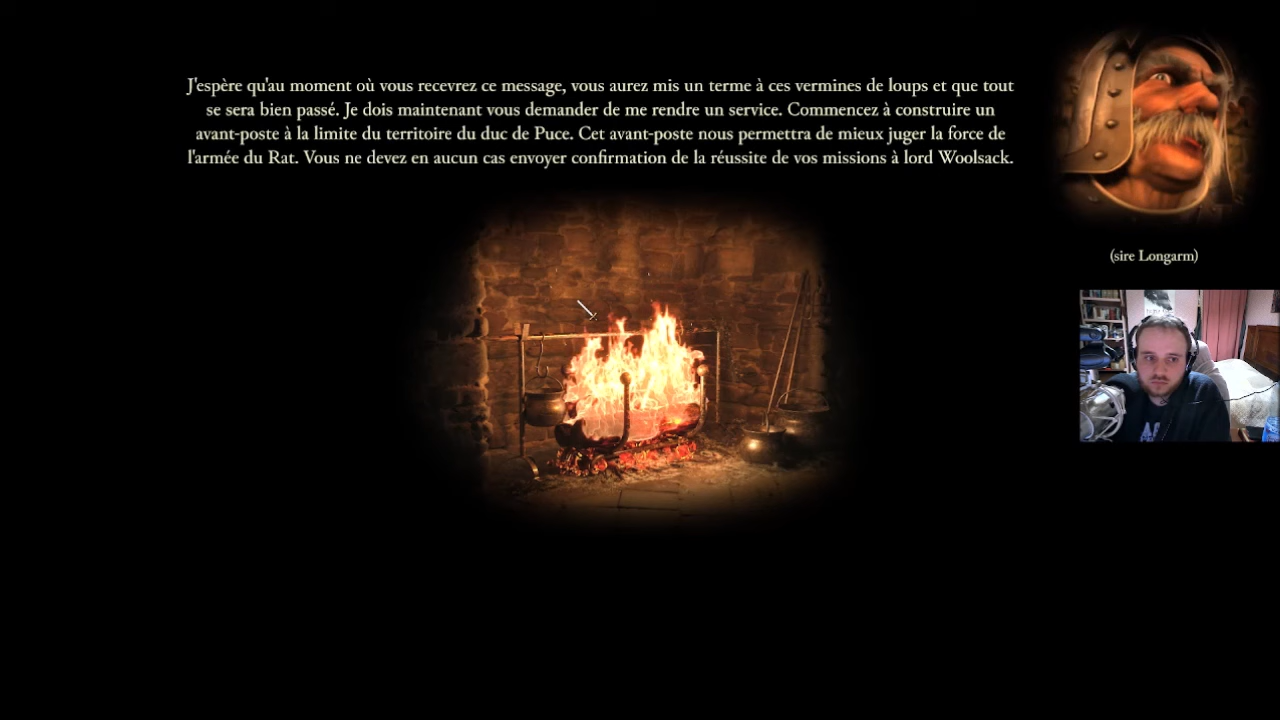 J'espère qu'au moment où vous recevrez ce message, vous aurez mis un terme à ces vermines de loups et que tout
se sera bien passé. Je dois maintenant vous demander de me rendre un service. Commencez à construire un
avant-poste à la limite du territoire du duc de Puce. Cet avant-poste nous permettra de mieux juger la force de
l'armée du Rat. Vous ne devez en aucun cas envoyer confirmation de la réussite de vos missions à lord Woolsack.
(sire Longarm)